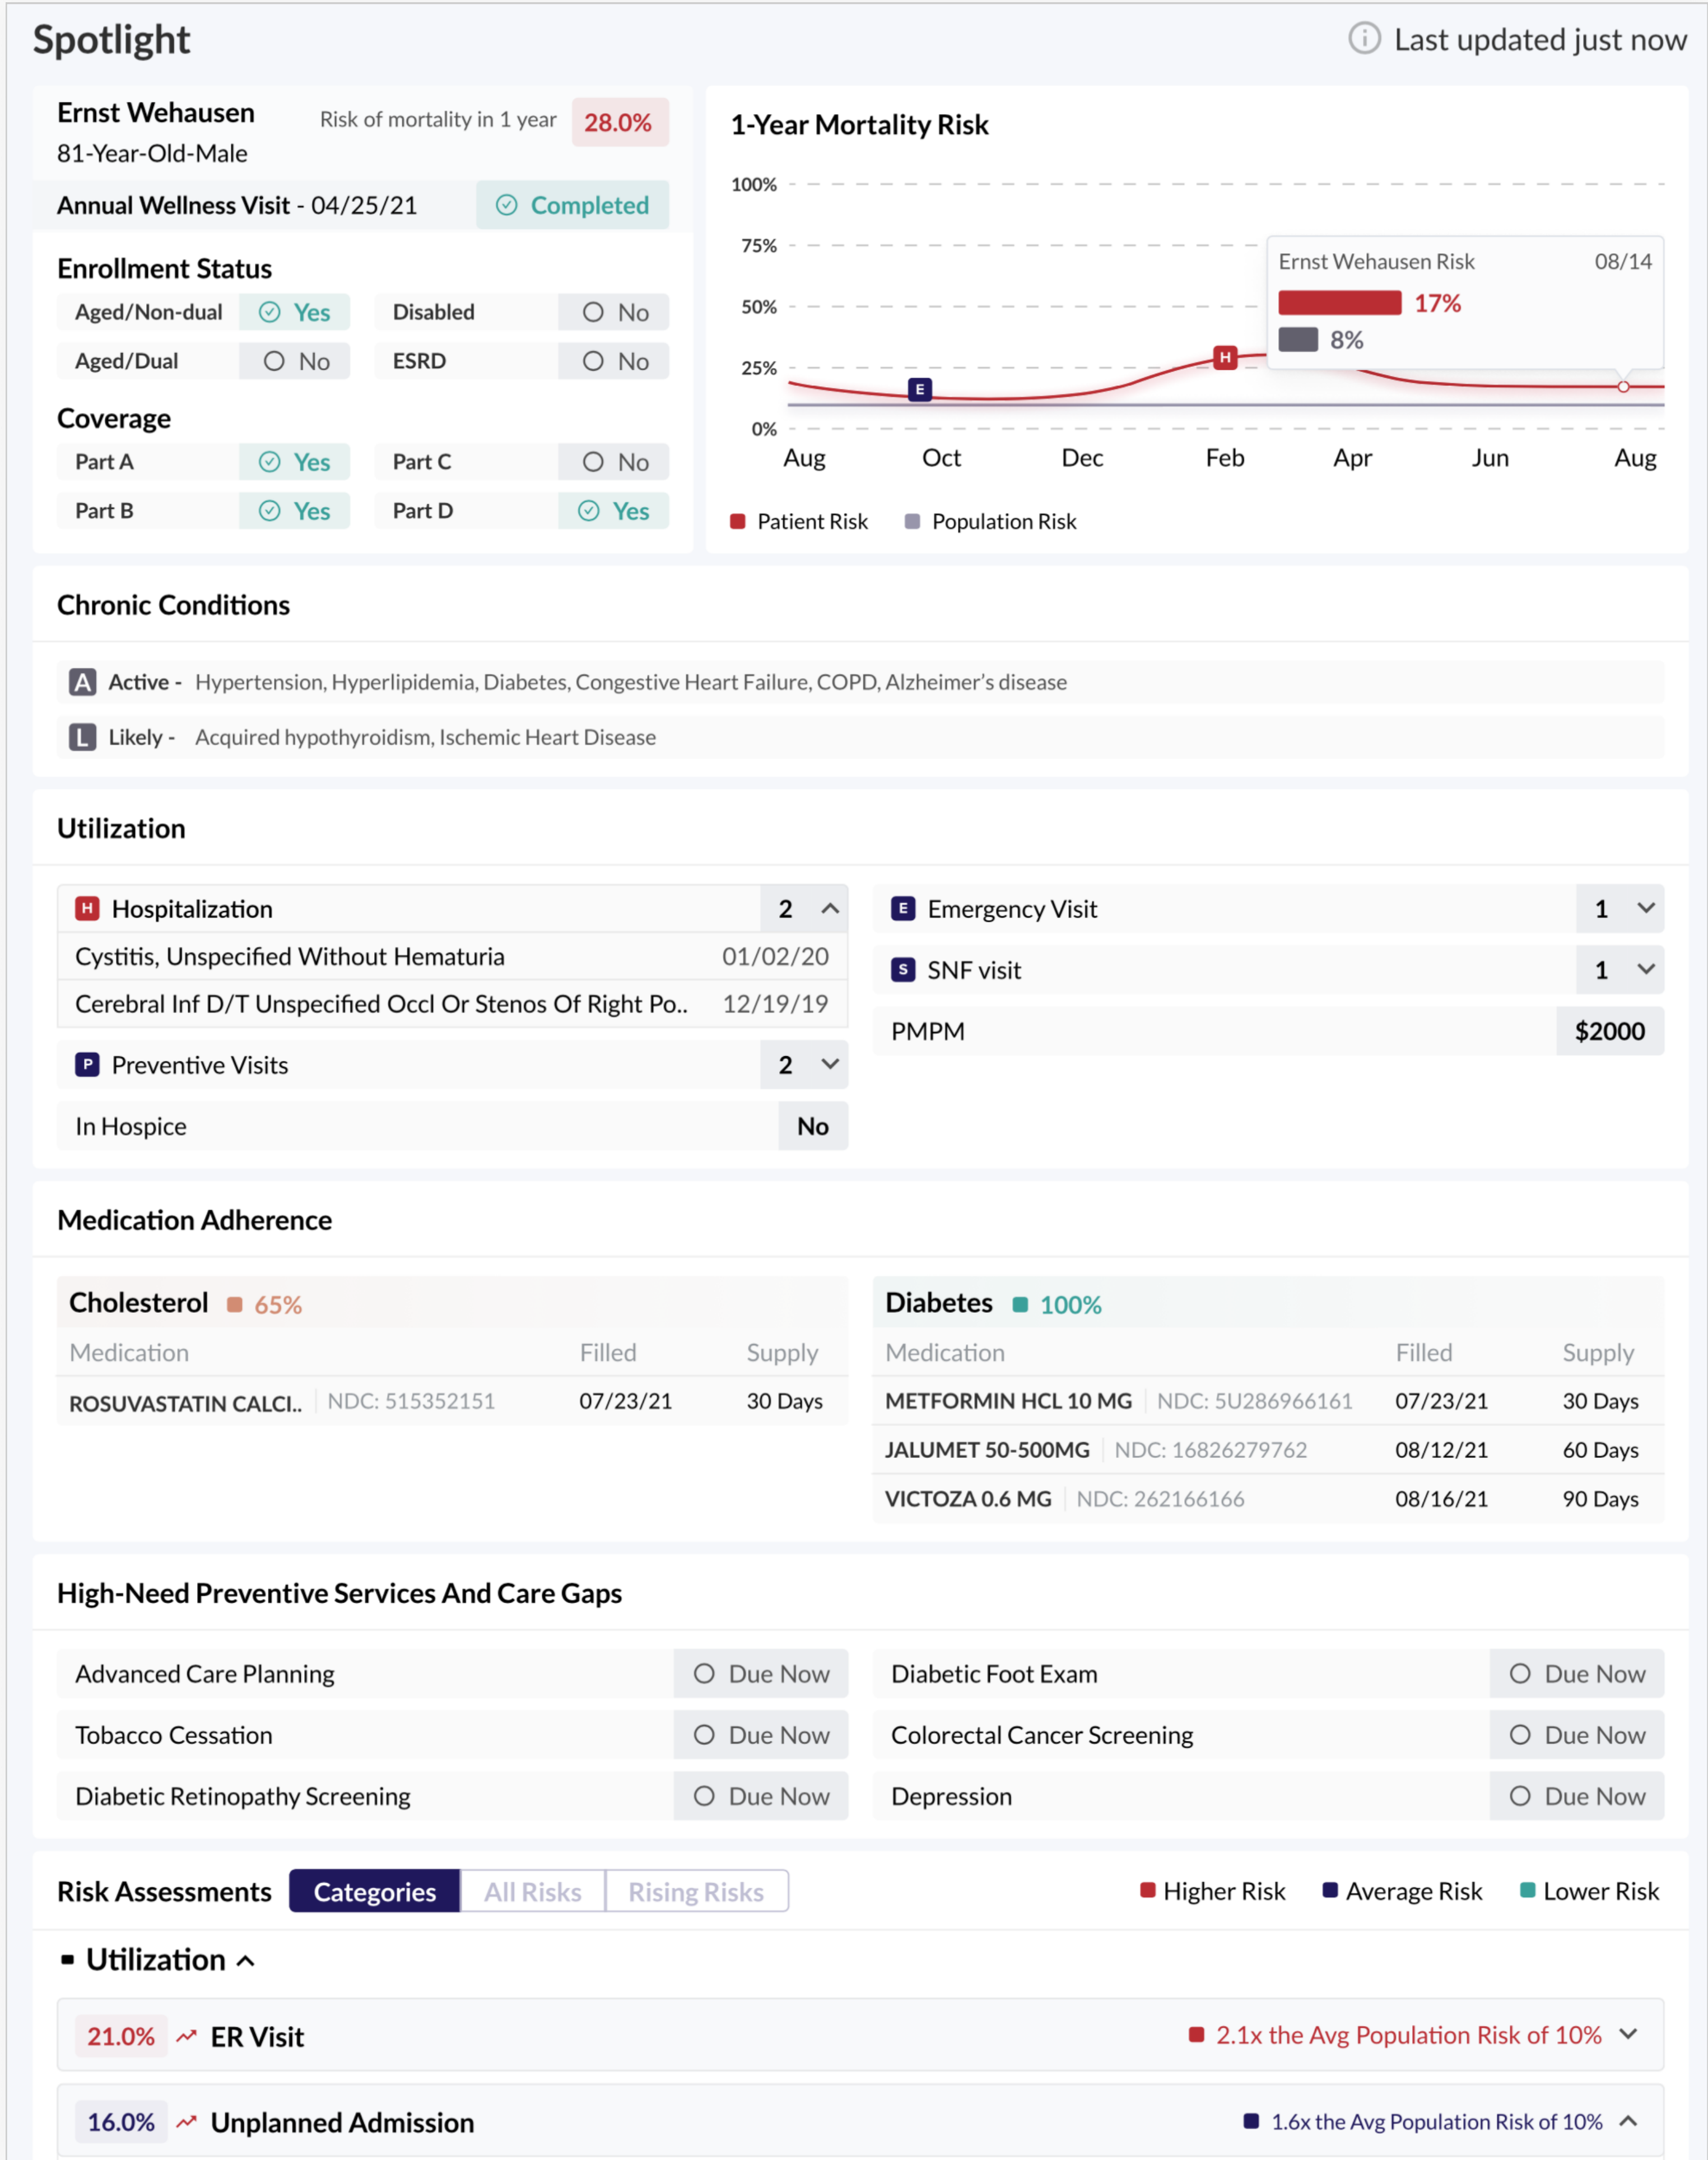 Spotlight
Last updated just now
Ernst Wehausen
Risk of mortality in 1 year 28.0%
81-Year-Old-Male
Annual Wellness Visit - 04/25/21 Completed
Enrollment Status
Aged/Non-dual Yes Disabled No
Aged/Dual No ESRD No
Coverage
Part A Yes Part C No
Part B Yes Part D Yes
1-Year Mortality Risk
100%
75%
50%
25%
0%
Ernst Wehausen Risk 08/14
17%
8%
H
E
Aug Oct Dec Feb Apr Jun Aug
Patient Risk Population Risk
Chronic Conditions
A Active - Hypertension, Hyperlipidemia, Diabetes, Congestive Heart Failure, COPD, Alzheimer's disease
L Likely - Acquired hypothyroidism, Ischemic Heart Disease
Utilization
H Hospitalization 2
Cystitis, Unspecified Without Hematuria 01/02/20
Cerebral Inf D/T Unspecified Occl Or Stenos Of Right Po.. 12/19/19
P Preventive Visits 2
In Hospice No
E Emergency Visit 1
S SNF visit 1
PMPM $2000
Medication Adherence
Cholesterol 65%
Medication Filled Supply
ROSUVASTATIN CALCI.. NDC: 515352151 07/23/21 30 Days
Diabetes 100%
Medication Filled Supply
METFORMIN HCL 10 MG NDC: 5U286966161 07/23/21 30 Days
JALUMET 50-500MG NDC: 16826279762 08/12/21 60 Days
VICTOZA 0.6 MG NDC: 262166166 08/16/21 90 Days
High-Need Preventive Services And Care Gaps
Advanced Care Planning Due Now
Diabetic Foot Exam Due Now
Tobacco Cessation Due Now
Colorectal Cancer Screening Due Now
Diabetic Retinopathy Screening Due Now
Depression Due Now
Risk Assessments Categories All Risks Rising Risks
Higher Risk Average Risk Lower Risk
Utilization
21.0% ER Visit 2.1x the Avg Population Risk of 10%
16.0% Unplanned Admission 1.6x the Avg Population Risk of 10%